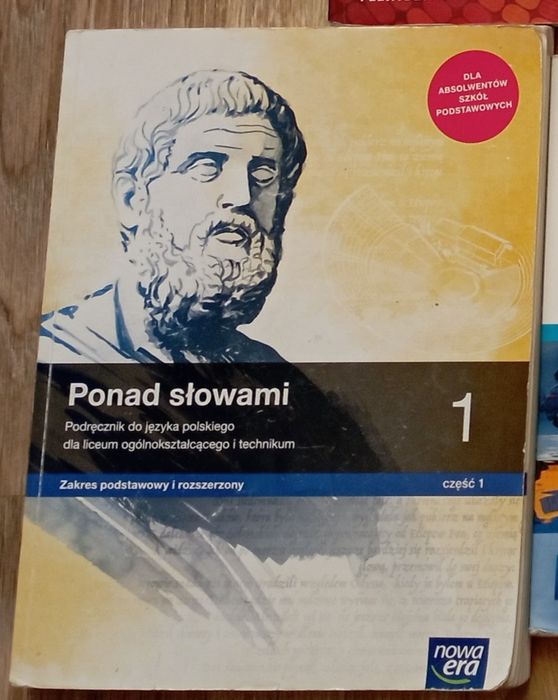 DLA
ABSOLWENTÓW
SZKÓŁ
PODSTAWOWYCH
Ponad słowami
1
Podręcznik do języka polskiego
dla liceum ogólnokształcącego i technikum
Zakres podstawowy i rozszerzony
część 1
nowa
era